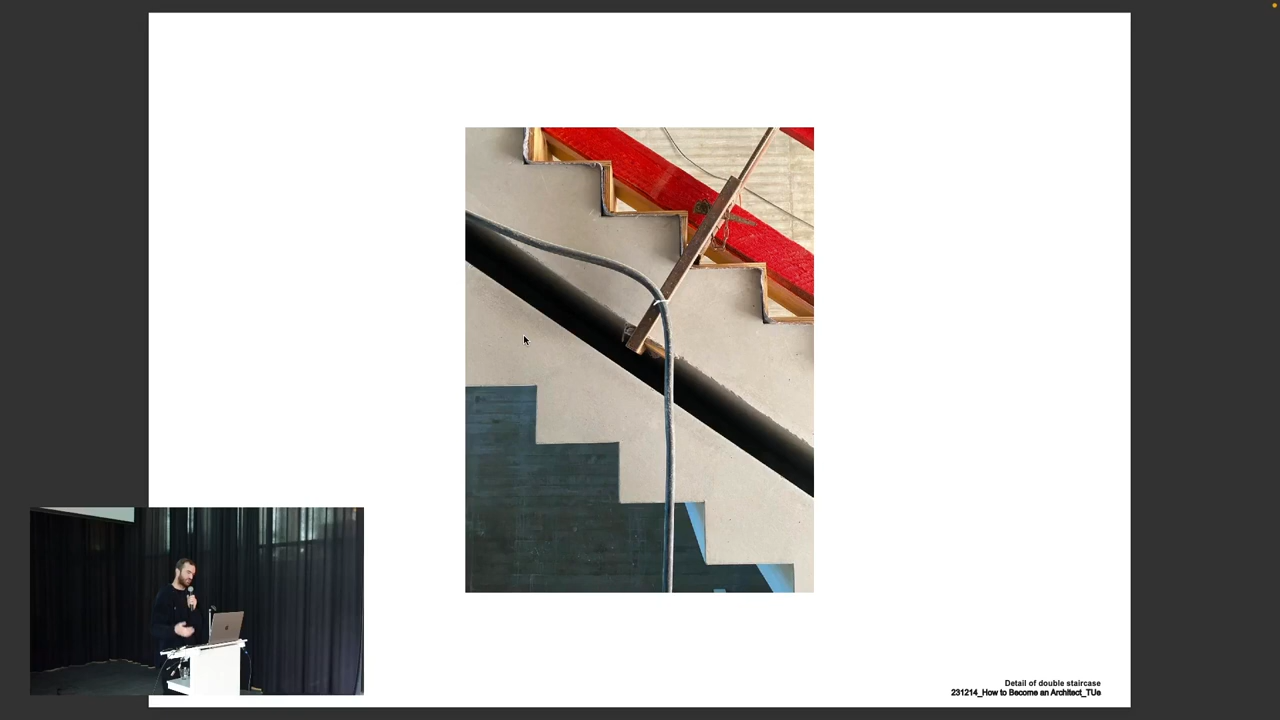 Detail of double staircase
231214_How to Become an Architect_TUe